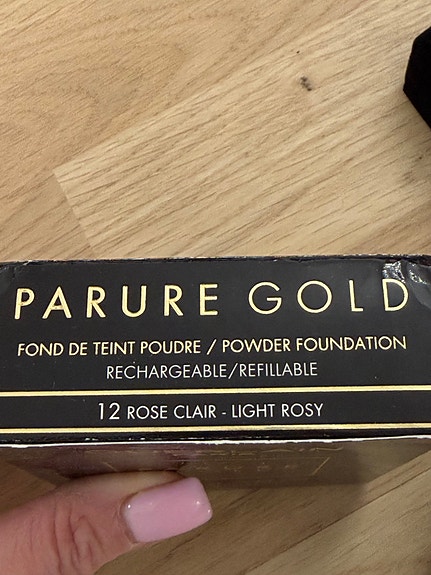 PARURE GOLD
FOND DE TEINT POUDRE / POWDER FOUNDATION
RECHARGEABLE/REFILLABLE
12 ROSE CLAIR - LIGHT ROSY